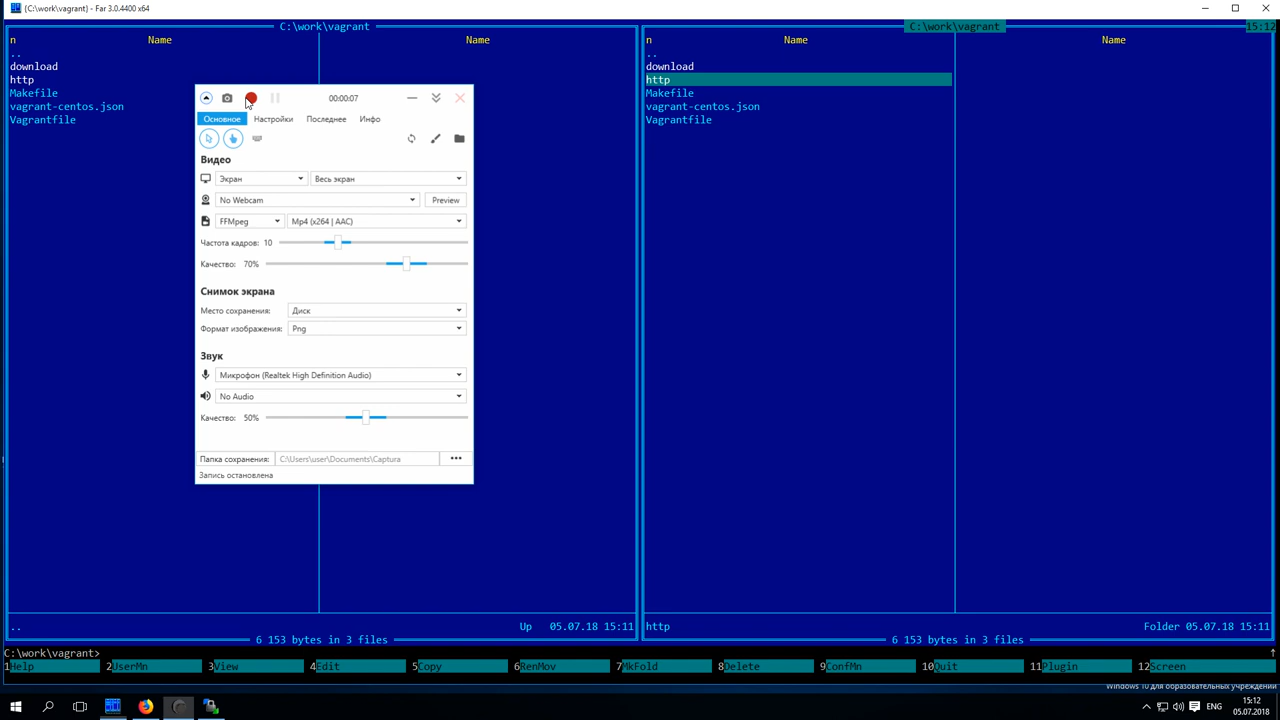 {C:\work\vagrant} - Far 3.0.4400 x64
C:\work\vagrant
n Name Name
..
download
http
Makefile
vagrant-centos.json
Vagrantfile
.. Up 05.07.18 15:11
6 153 bytes in 3 files
C:\work\vagrant 15:12
n Name Name
..
download
http
Makefile
vagrant-centos.json
Vagrantfile
http Folder 05.07.18 15:11
6 153 bytes in 3 files
00:00:07
Основное Настройки Последнее Инфо
Видео
Экран Весь экран
No Webcam Preview
FFMpeg Mp4 (x264 | AAC)
Частота кадров: 10
Качество: 70%
Снимок экрана
Место сохранения: Диск
Формат изображения: Png
Звук
Микрофон (Realtek High Definition Audio)
No Audio
Качество: 50%
Папка сохранения: C:\Users\user\Documents\Captura •••
Запись остановлена
C:\work\vagrant>
1Help 2UserMn 3View 4Edit 5Copy 6RenMov 7MkFold 8Delete 9ConfMn 10Quit 11Plugin 12Screen
Windows 10 для образовательных учреждений
ENG 15:12
05.07.2018